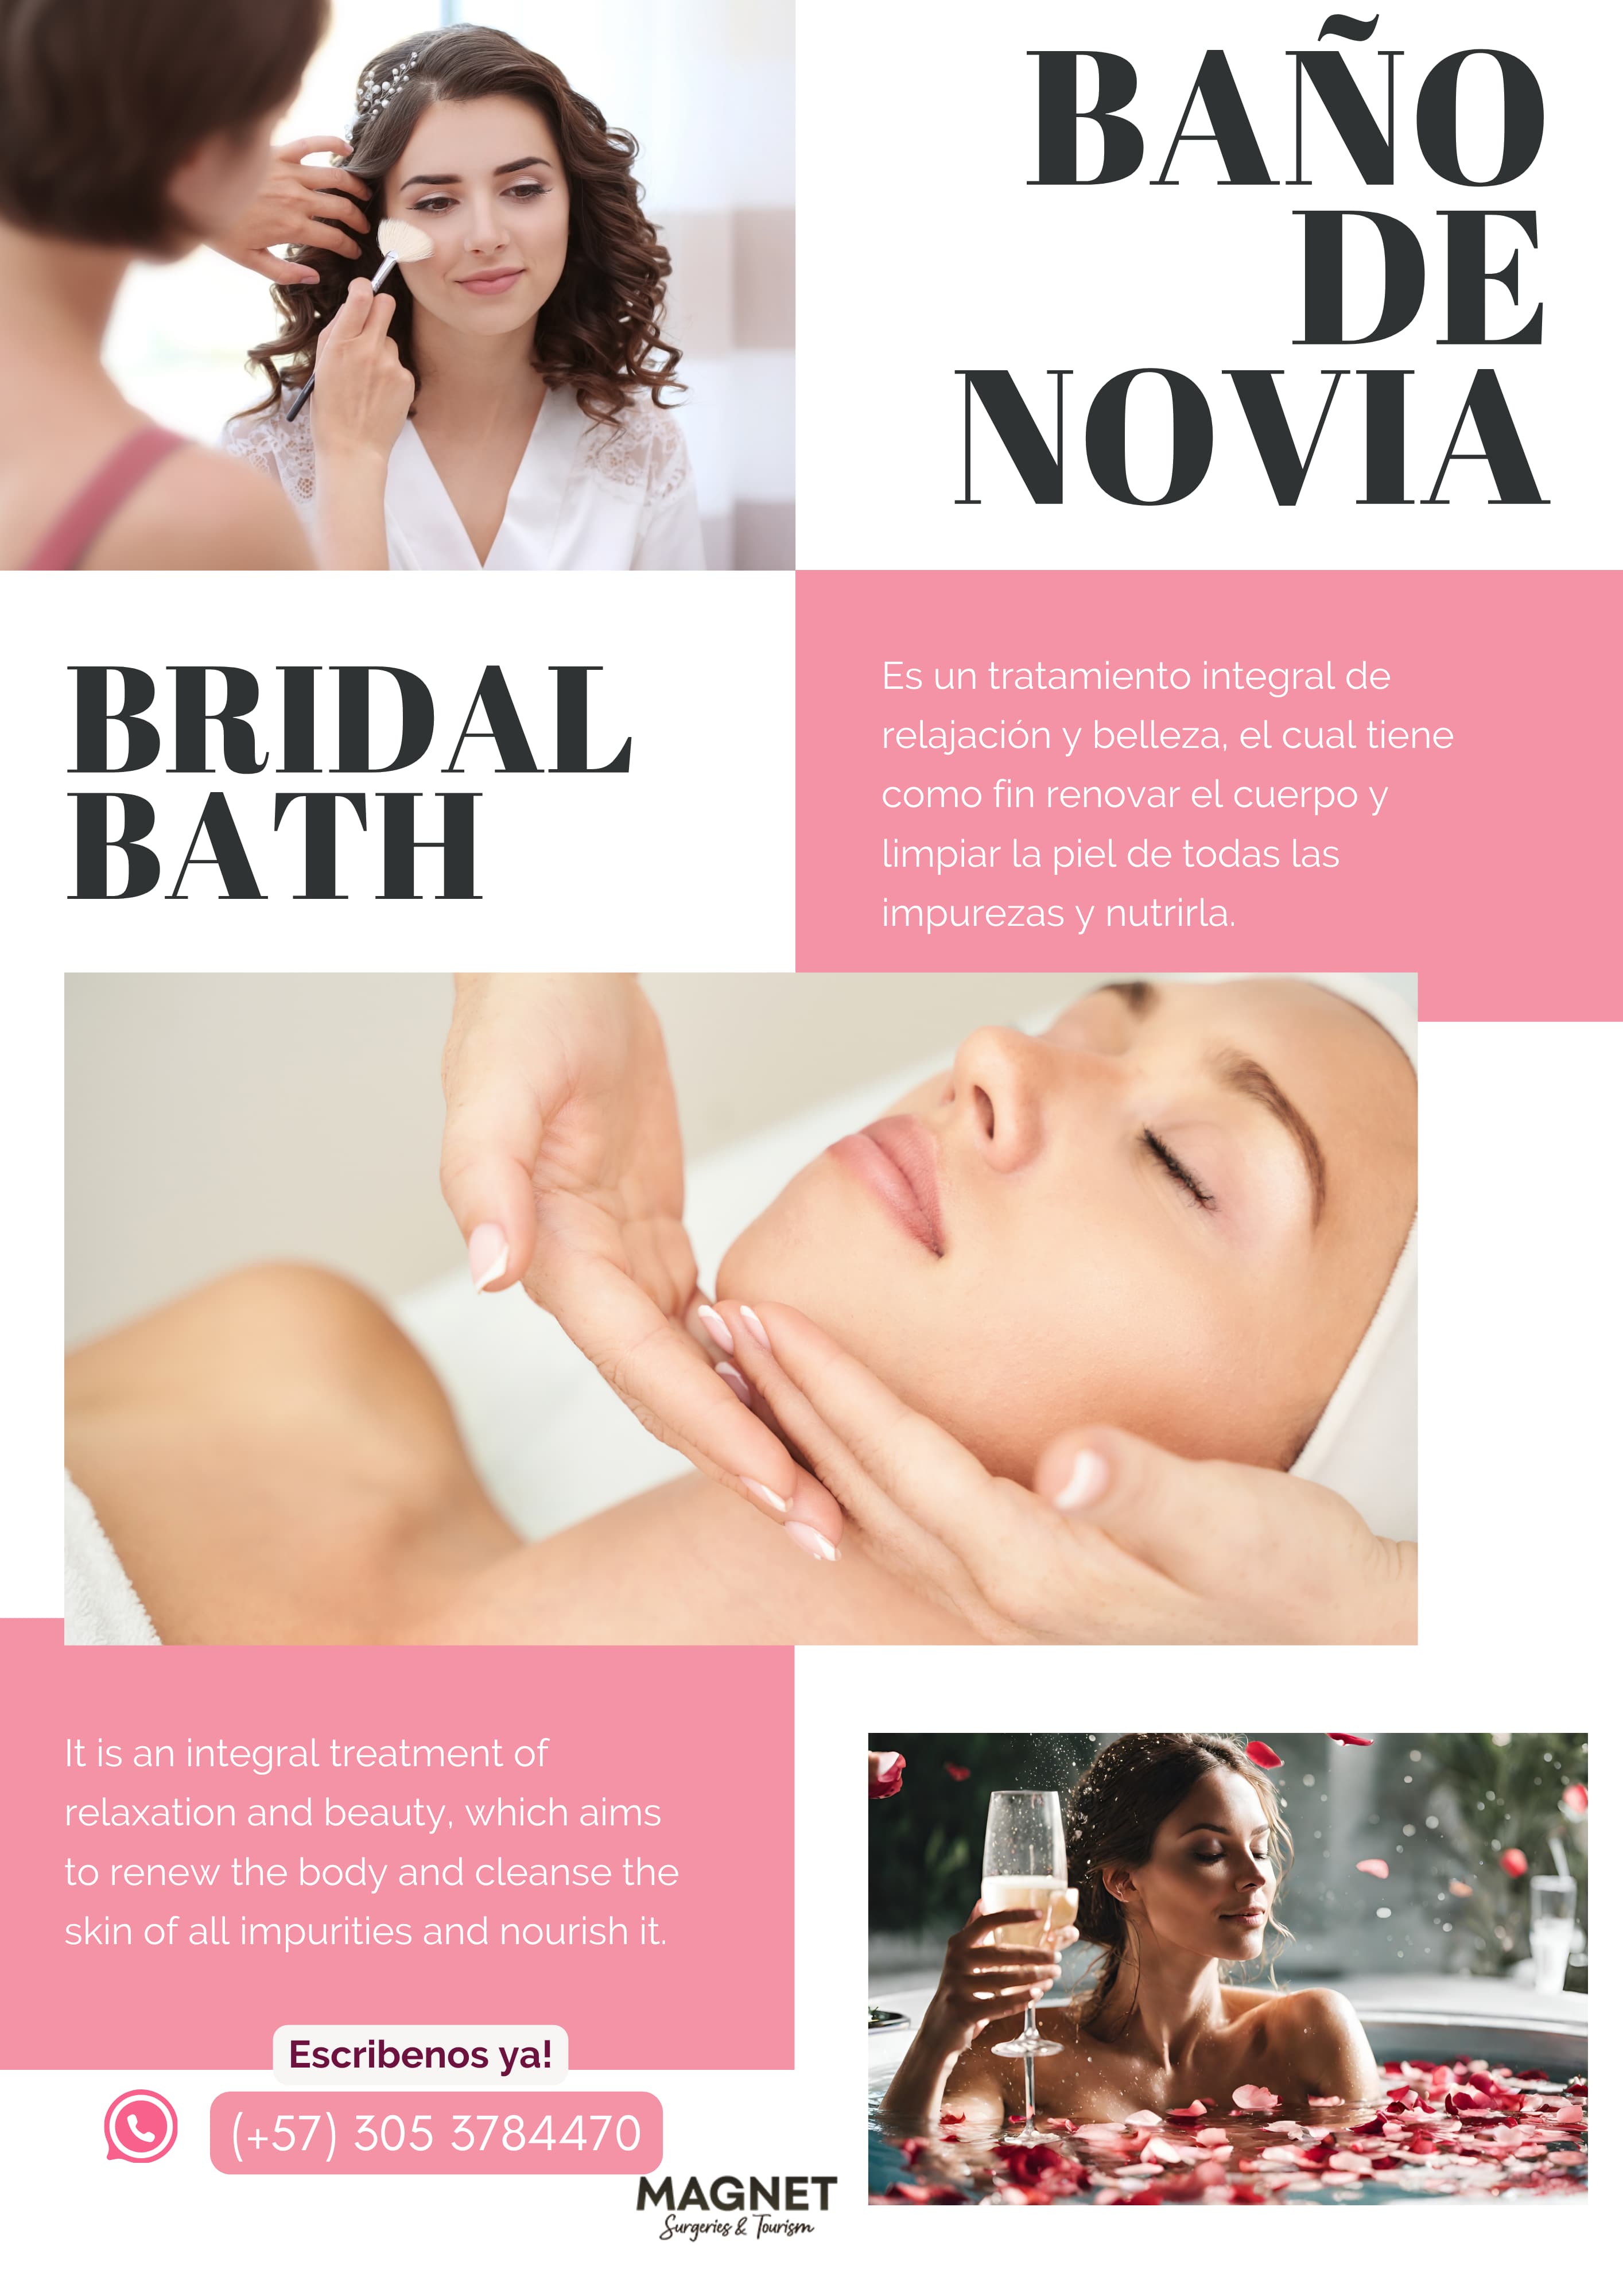 BAÑO
DE
NOVIA
BRIDAL
BATH
Es un tratamiento integral de
relajación y belleza, el cual tiene
como fin renovar el cuerpo y
limpiar la piel de todas las
impurezas y nutrirla.
It is an integral treatment of
relaxation and beauty, which aims
to renew the body and cleanse the
skin of all impurities and nourish it.
Escribenos ya!
(+57) 305 3784470
MAGNET
Surgeries & Tourism